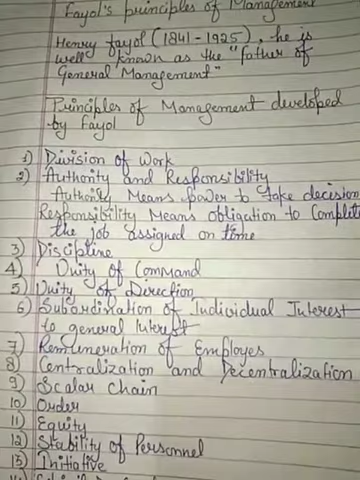 Fayol's principles of Management
Henry fayol (1841-1925), he is
well known as the "father of
General Management"
Principles of Management developed
by Fayol
1) Division of Work
2) Authority and Responsibility
Authority Means power to take decision
Responsibility Means obligation to Complete
the job assigned on time
3) Discipline
4) Unity of Command
5) Unity of Direction
6) Subordination of Individual Interest
to general Interest
7) Remuneration of Employes
8) Centralization and Decentralization
9) Scalar Chain
10) Order
11) Equity
12) Stability of Personnel
13) Initiative